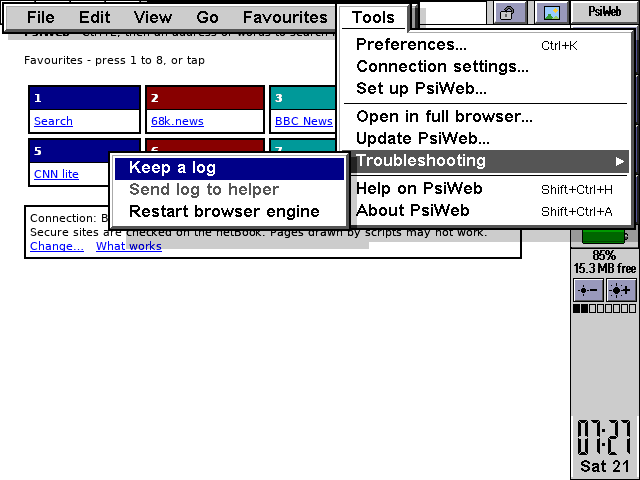 File Edit View Go Favourites Tools PsiWeb
Favourites - press 1 to 8, or tap
1 2 3
Search 68k.news BBC News
5
CNN lite
Connection: B
Secure sites are checked on the netBook. Pages drawn by scripts may not work.
Change... What works
Preferences... Ctrl+K
Connection settings...
Set up PsiWeb...
Open in full browser...
Update PsiWeb...
Troubleshooting
Help on PsiWeb Shift+Ctrl+H
About PsiWeb Shift+Ctrl+A
Keep a log
Send log to helper
Restart browser engine
85%
15.3 MB free
07:27
Sat 21